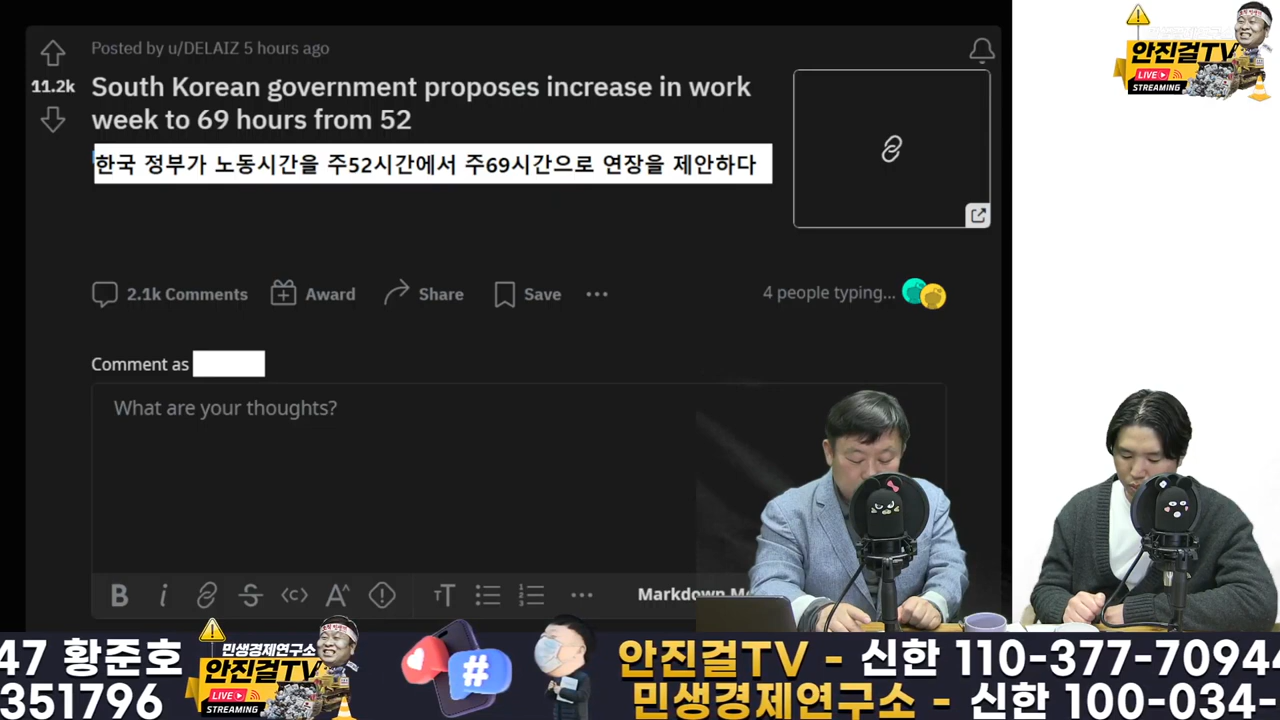 Posted by u/DELAIZ 5 hours ago
11.2k
South Korean government proposes increase in work
week to 69 hours from 52
한국 정부가 노동시간을 주52시간에서 주69시간으로 연장을 제안하다
2.1k Comments
Award
Share
Save
4 people typing...
Comment as
What are your thoughts?
Markdown Mo
안진걸TV
LIVE
STREAMING
47 황준호
351796
민생경제연구소
안진걸TV
LIVE
STREAMING
#
안진걸TV - 신한 110-377-70944
민생경제연구소 - 신한 100-034-